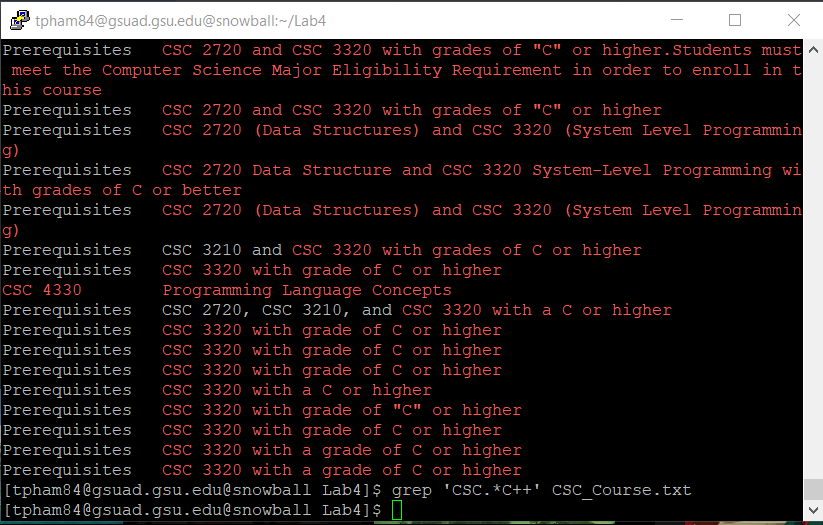 tpham84@gsuad.gsu.edu@snowball:~/Lab4
Prerequisites   CSC 2720 and CSC 3320 with grades of "C" or higher.Students must
 meet the Computer Science Major Eligibility Requirement in order to enroll in t
his course
Prerequisites   CSC 2720 and CSC 3320 with grades of "C" or higher
Prerequisites   CSC 2720 (Data Structures) and CSC 3320 (System Level Programmin
g)
Prerequisites   CSC 2720 Data Structure and CSC 3320 System-Level Programming wi
th grades of C or better
Prerequisites   CSC 2720 (Data Structures) and CSC 3320 (System Level Programmin
g)
Prerequisites   CSC 3210 and CSC 3320 with grades of C or higher
Prerequisites   CSC 3320 with grade of C or higher
CSC 4330        Programming Language Concepts
Prerequisites   CSC 2720, CSC 3210, and CSC 3320 with a C or higher
Prerequisites   CSC 3320 with grade of C or higher
Prerequisites   CSC 3320 with grade of C or higher
Prerequisites   CSC 3320 with grade of C or higher
Prerequisites   CSC 3320 with a C or higher
Prerequisites   CSC 3320 with grade of "C" or higher
Prerequisites   CSC 3320 with grade of C or higher
Prerequisites   CSC 3320 with a grade of C or higher
Prerequisites   CSC 3320 with a grade of C or higher
[tpham84@gsuad.gsu.edu@snowball Lab4]$ grep 'CSC.*C++' CSC_Course.txt
[tpham84@gsuad.gsu.edu@snowball Lab4]$